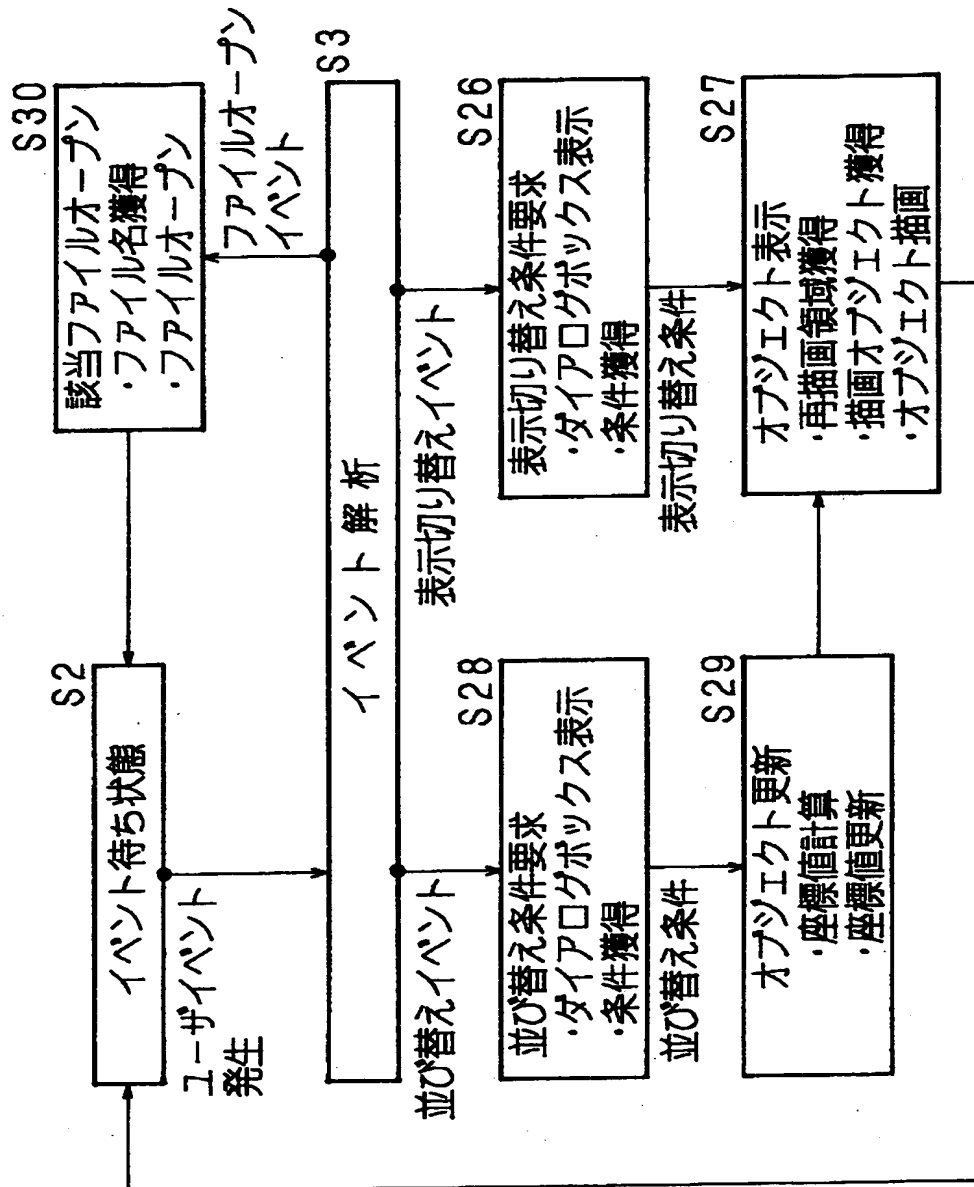 S2
イベント待ち状態
ユーザイベント
発生
S30
該当ファイルオープン
・ファイル名獲得
・ファイルオープン
ファイルオープン
イベント
S3
イベント解析
並び替えイベント
表示切り替えイベント
S28
並び替え条件要求
・ダイアログボックス表示
・条件獲得
並び替え条件
S26
表示切り替え条件要求
・ダイアログボックス表示
・条件獲得
表示切り替え条件
S29
オブジェクト更新
・座標値計算
・座標値更新
S27
オブジェクト表示
・再描画領域獲得
・描画オブジェクト獲得
・オブジェクト描画